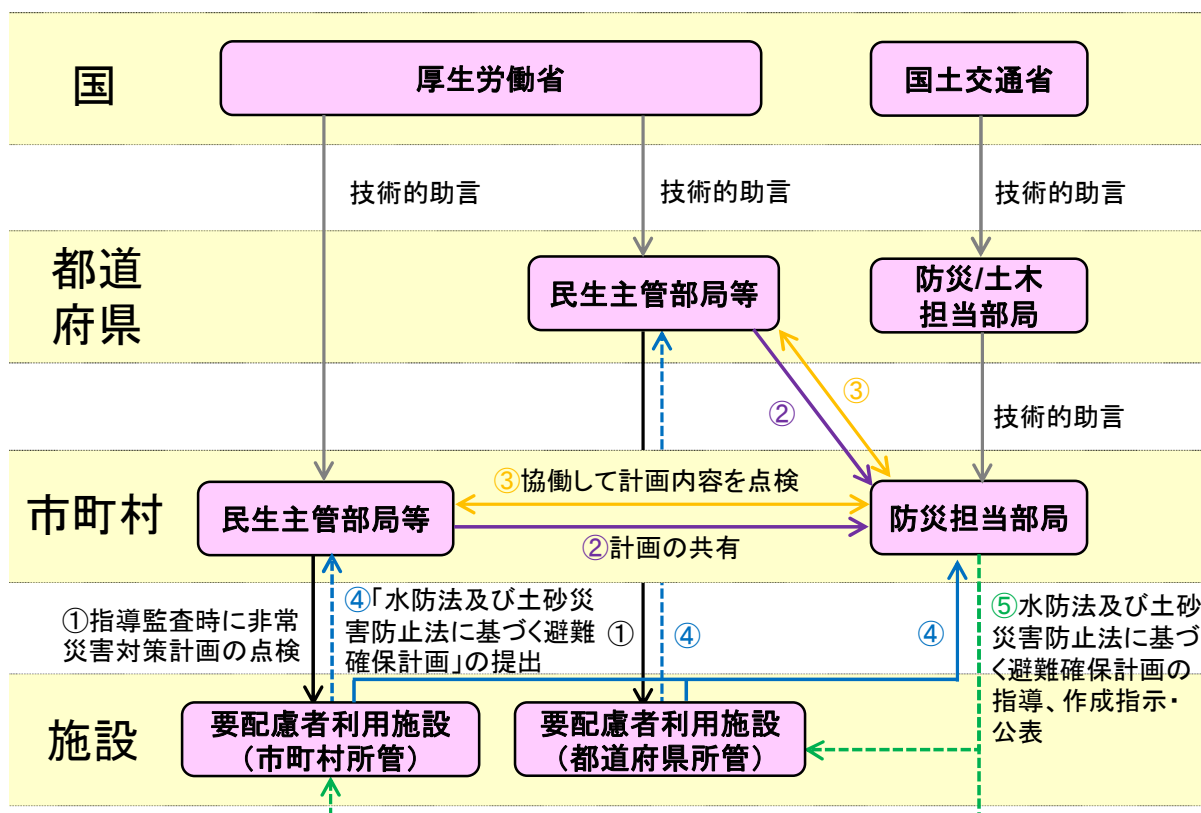 国
厚生労働省
国土交通省
技術的助言
技術的助言
技術的助言
都道
府県
民生主管部局等
防災/土木
担当部局
③
②
技術的助言
市町村
民生主管部局等
③協働して計画内容を点検
②計画の共有
防災担当部局
①指導監査時に非常
災害対策計画の点検
④「水防法及び土砂災
害防止法に基づく避難
確保計画」の提出
①
④
④
⑤水防法及び土砂
災害防止法に基づ
く避難確保計画の
指導、作成指示・
公表
施設
要配慮者利用施設
（市町村所管）
要配慮者利用施設
（都道府県所管）